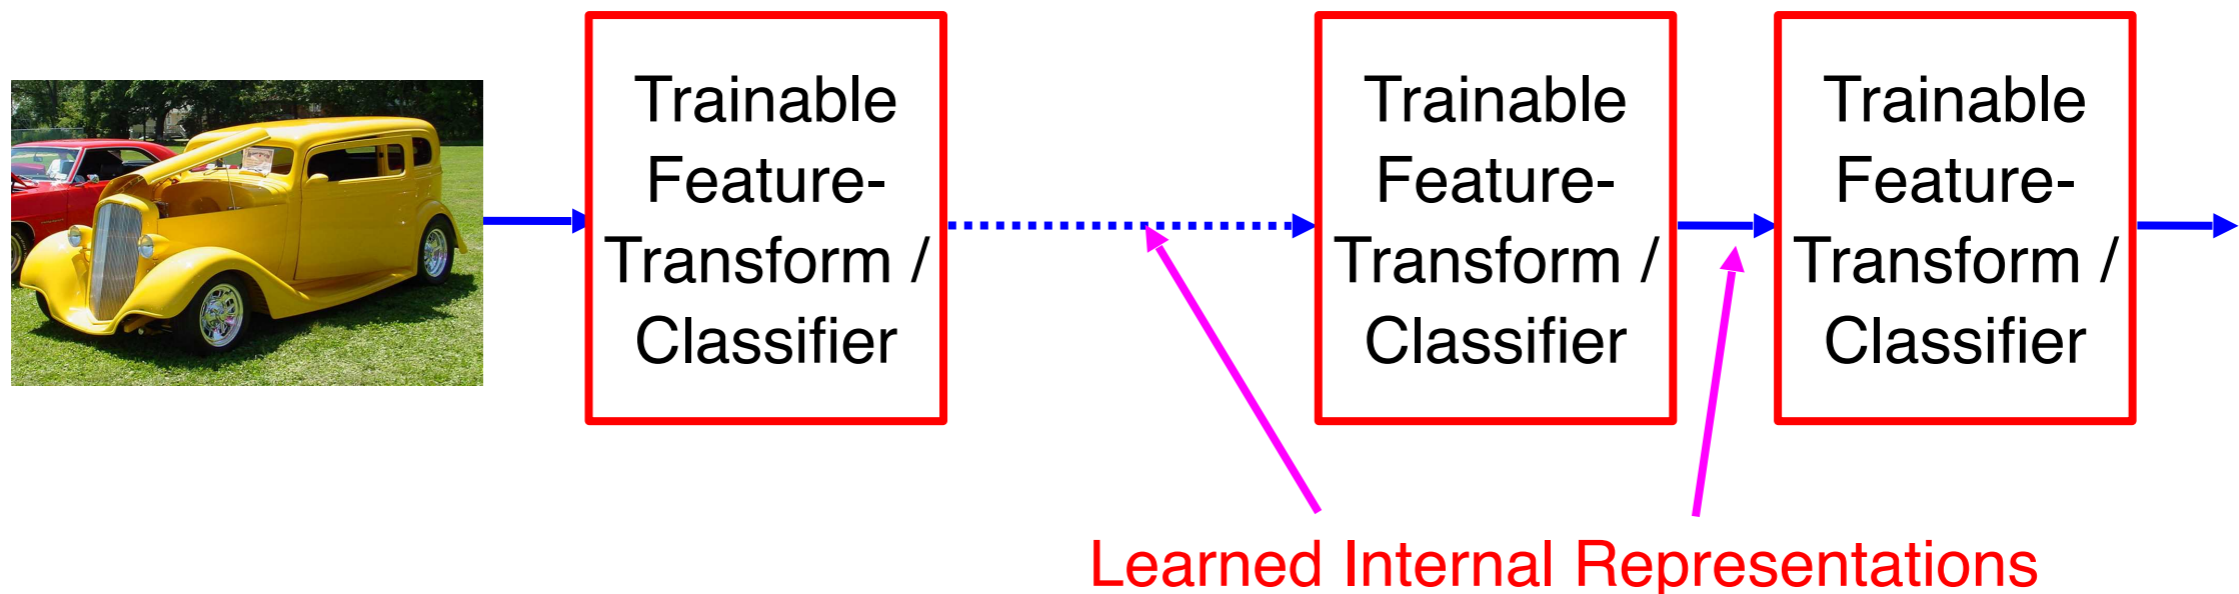 Trainable
Feature-
Transform /
Classifier
Trainable
Feature-
Transform /
Classifier
Trainable
Feature-
Transform /
Classifier
Learned Internal Representations